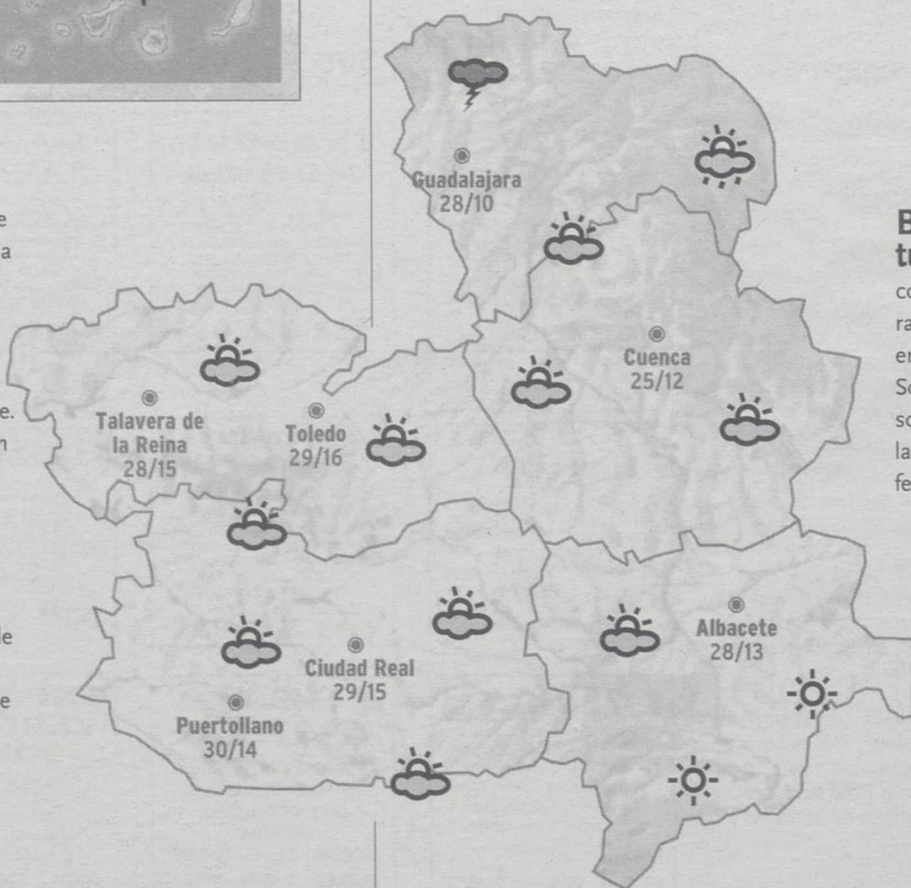 Guadalajara
28/10
Cuenca
25/12
Talavera de
la Reina
28/15
Toledo
29/16
Albacete
28/13
Ciudad Real
29/15
Puertollano
30/14